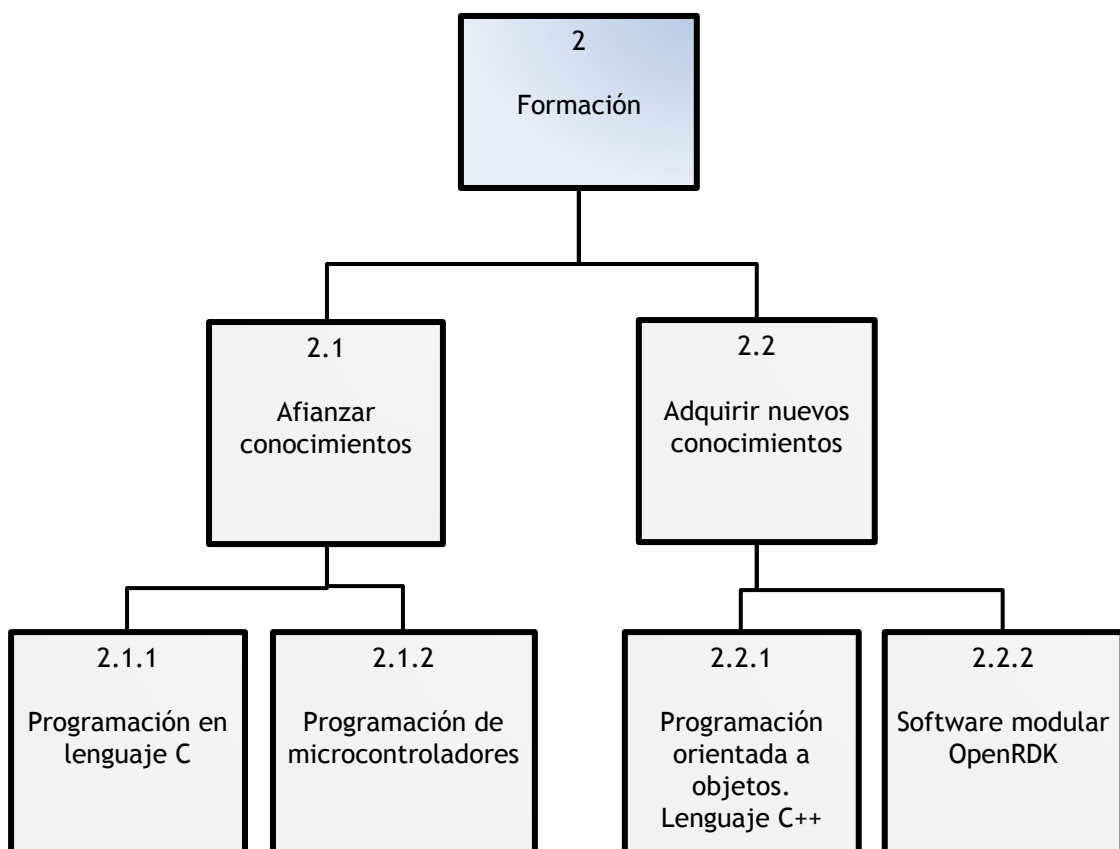 2
Formación
2.1
Afianzar
conocimientos
2.2
Adquirir nuevos
conocimientos
2.1.1
Programación en
lenguaje C
2.1.2
Programación de
microcontroladores
2.2.1
Programación
orientada a
objetos.
Lenguaje C++
2.2.2
Software modular
OpenRDK